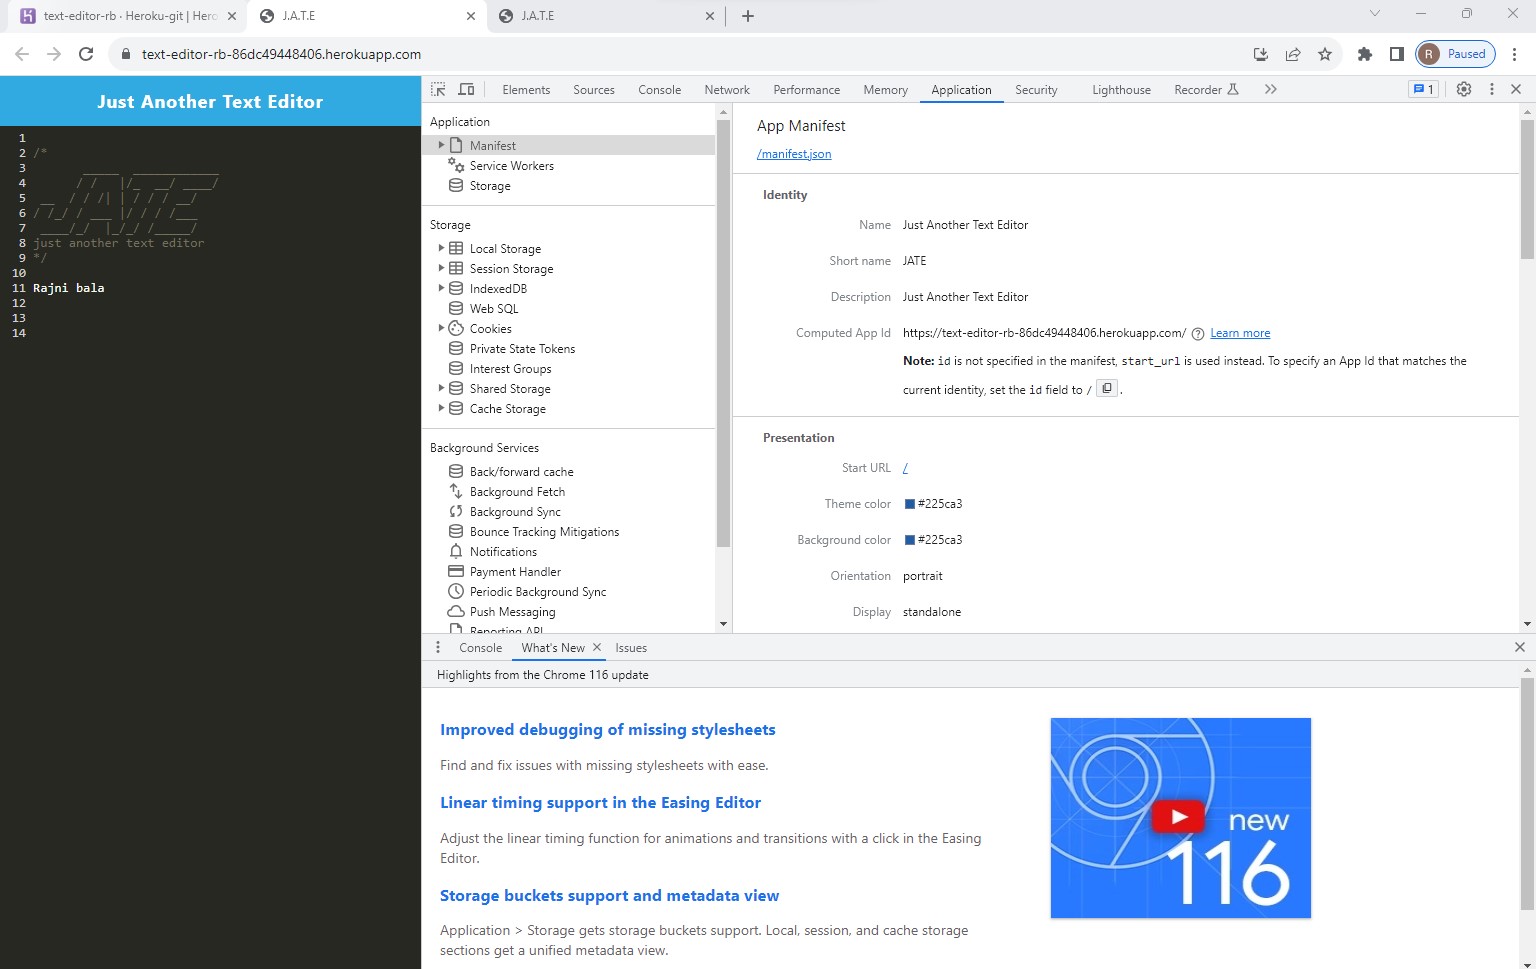 text-editor-rb · Heroku-git | Hero
J.A.T.E
J.A.T.E
text-editor-rb-86dc49448406.herokuapp.com
R Paused
Just Another Text Editor
Elements Sources Console Network Performance Memory Application Security Lighthouse Recorder 1
1
2 /*
3      _____  ____________
4      / /   |/_  __/ ____/
5 __  / / /| | / / / __/
6 / /_/ / ___ |/ / / /___
7 ____/_/  |_/_/ /_____/
8 just another text editor
9 */
10
11 Rajni bala
12
13
14
Application
Manifest
Service Workers
Storage
Storage
Local Storage
Session Storage
IndexedDB
Web SQL
Cookies
Private State Tokens
Interest Groups
Shared Storage
Cache Storage
Background Services
Back/forward cache
Background Fetch
Background Sync
Bounce Tracking Mitigations
Notifications
Payment Handler
Periodic Background Sync
Push Messaging
Reporting API
App Manifest
/manifest.json
Identity
Name Just Another Text Editor
Short name JATE
Description Just Another Text Editor
Computed App Id https://text-editor-rb-86dc49448406.herokuapp.com/ Learn more
Note: id is not specified in the manifest, start_url is used instead. To specify an App Id that matches the
current identity, set the id field to / .
Presentation
Start URL /
Theme color #225ca3
Background color #225ca3
Orientation portrait
Display standalone
Console What's New Issues
Highlights from the Chrome 116 update
Improved debugging of missing stylesheets
Find and fix issues with missing stylesheets with ease.
Linear timing support in the Easing Editor
Adjust the linear timing function for animations and transitions with a click in the Easing
Editor.
Storage buckets support and metadata view
Application > Storage gets storage buckets support. Local, session, and cache storage
sections get a unified metadata view.
new
116